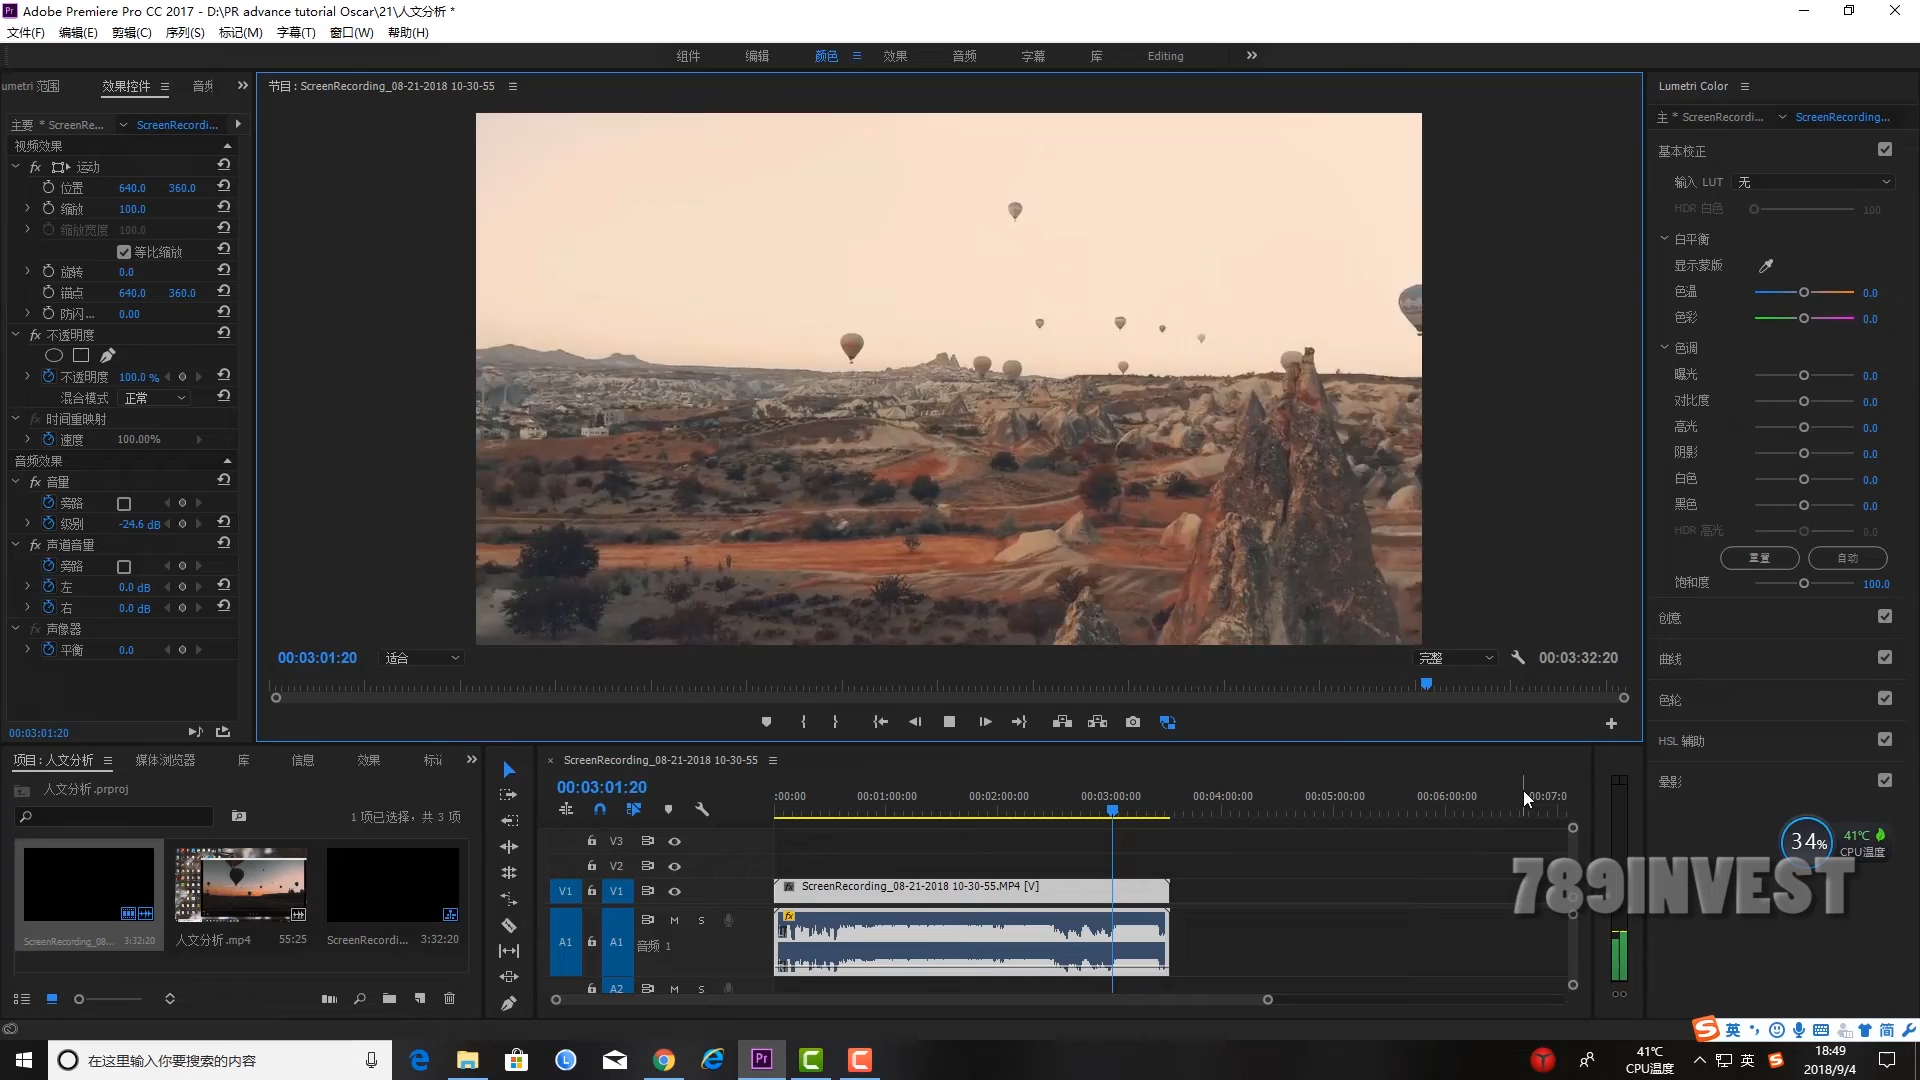 Adobe Premiere Pro CC 2017 - D:\PR advance tutorial Oscar\21\人文分析 *
文件(F) 编辑(E) 剪辑(C) 序列(S) 标记(M) 字幕(T) 窗口(W) 帮助(H)
组件 编辑 颜色 效果 音频 字幕 库 Editing
umetri 范围 效果控件 音频
节目: ScreenRecording_08-21-2018 10-30-55
Lumetri Color
主要 * ScreenRe... ScreenRecordi...
主 * ScreenRecordi... ScreenRecording...
视频效果
fx 运动
位置 640.0 360.0
缩放 100.0
缩放宽度 100.0
等比缩放
旋转 0.0
锚点 640.0 360.0
防闪... 0.00
fx 不透明度
不透明度 100.0 %
混合模式 正常
fx 时间重映射
速度 100.00%
音频效果
fx 音量
旁路
级别 -24.6 dB
fx 声道音量
旁路
左 0.0 dB
右 0.0 dB
fx 声像器
平衡 0.0
00:03:01:20
基本校正
输入 LUT 无
HDR 白色 100
白平衡
显示蒙版
色温 0.0
色彩 0.0
色调
曝光 0.0
对比度 0.0
高光 0.0
阴影 0.0
白色 0.0
黑色 0.0
HDR 高光 0.0
重置 自动
饱和度 100.0
创意
曲线
色轮
HSL 辅助
晕影
00:03:01:20 适合 完整 00:03:32:20
项目: 人文分析 媒体浏览器 库 信息 效果 标记
人文分析.prproj
1 项已选择，共 3 项
ScreenRecording_08... 3:32:20
人文分析.mp4 55:25
ScreenRecordi... 3:32:20
× ScreenRecording_08-21-2018 10-30-55
00:03:01:20
:00:00 00:01:00:00 00:02:00:00 00:03:00:00 00:04:00:00 00:05:00:00 00:06:00:00 00:07:0
V3
V2
V1 V1
fx ScreenRecording_08-21-2018 10-30-55.MP4 [V]
A1 A1 M S
fx
音频 1
A2 M S
34% 41℃
CPU温度
789INVEST
英 简
在这里输入你要搜索的内容
Pr
41℃
CPU温度
英
18:49
2018/9/4